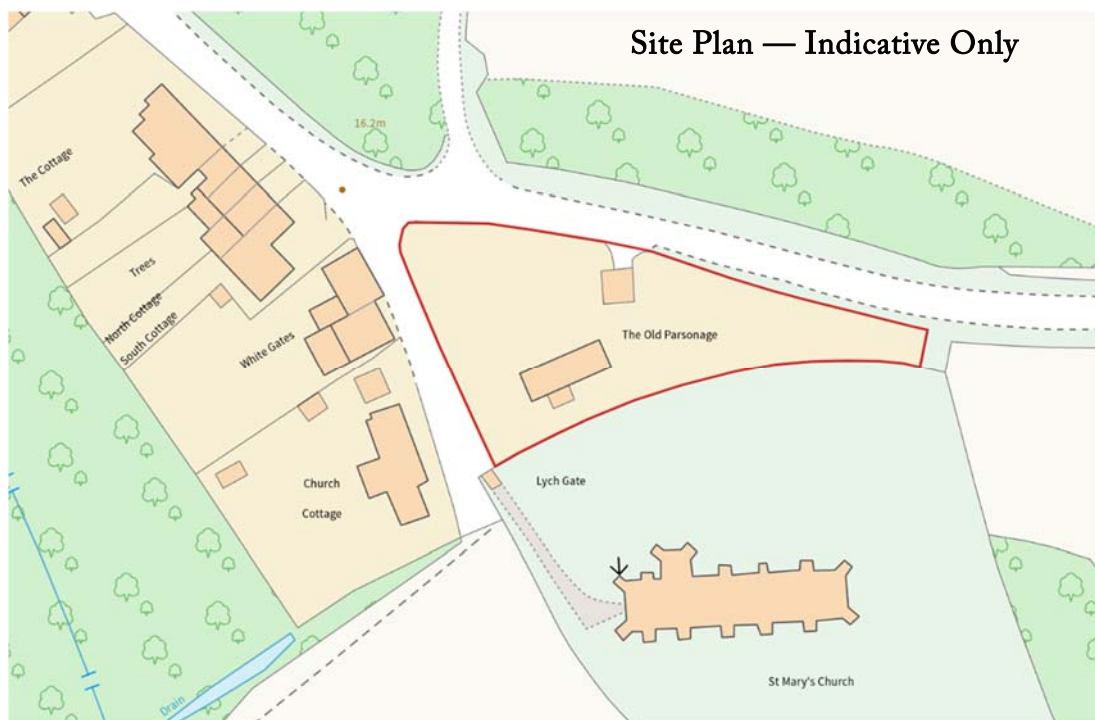 Site Plan — Indicative Only
16.2m
The Cottage
Trees
North Cottage
South Cottage
White Gates
The Old Parsonage
Church
Cottage
Lych Gate
St Mary's Church
Drain